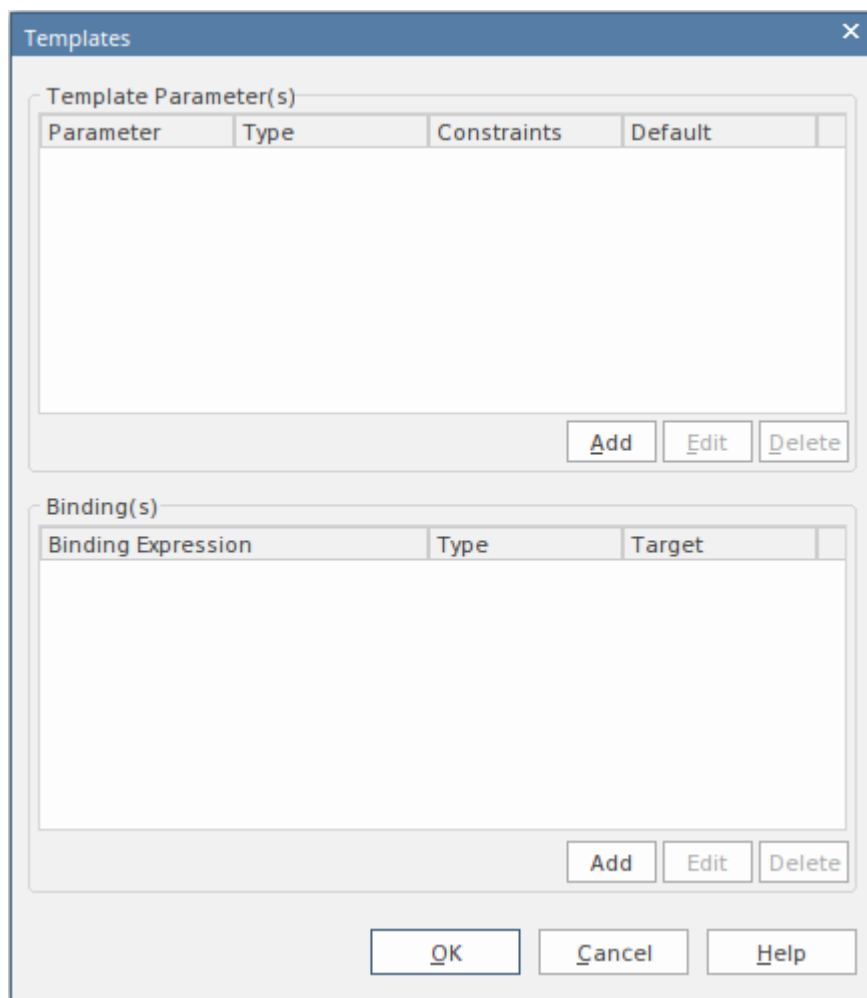 Templates
Template Parameter(s)
Parameter Type Constraints Default
Add Edit Delete
Binding(s)
Binding Expression Type Target
Add Edit Delete
OK Cancel Help